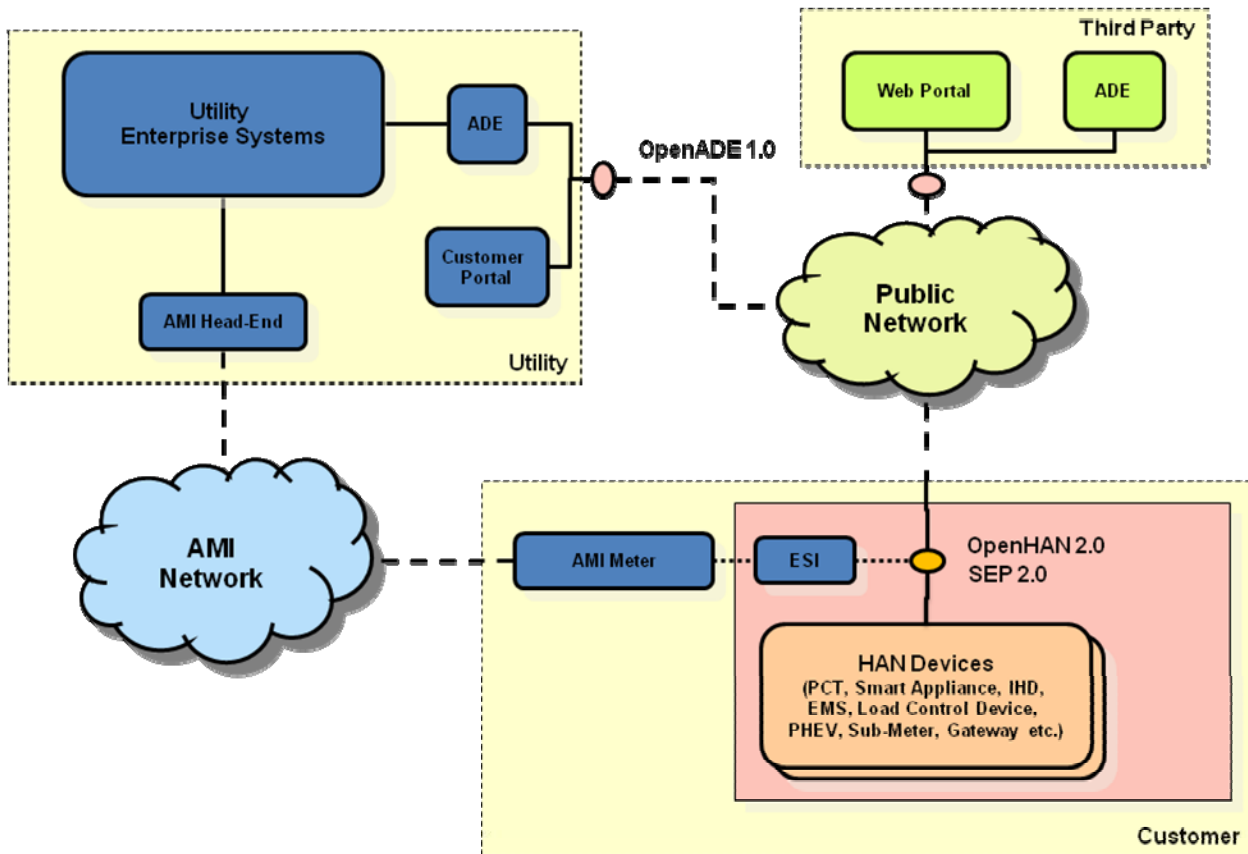 Third Party
Utility
Enterprise Systems
ADE
Web Portal
ADE
OpenADE 1.0
Customer
Portal
Public
Network
AMI Head-End
Utility
AMI
Network
AMI Meter
ESI
OpenHAN 2.0
SEP 2.0
HAN Devices
(PCT, Smart Appliance, IHD,
EMS, Load Control Device,
PHEV, Sub-Meter, Gateway etc.)
Customer